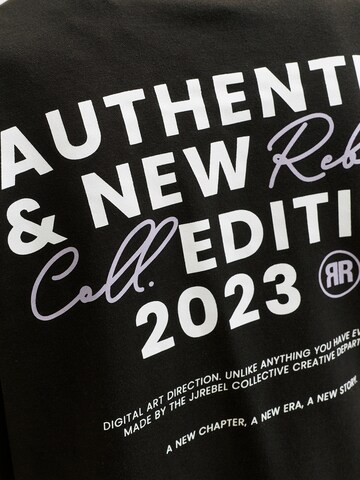 AUTHENTI
& NEW Reb
Coll. EDITI
2023 RR
DIGITAL ART DIRECTION. UNLIKE ANYTHING YOU HAVE EV
MADE BY THE JJREBEL COLLECTIVE CREATIVE DEPAR
A NEW CHAPTER, A NEW ERA, A NEW STORY.